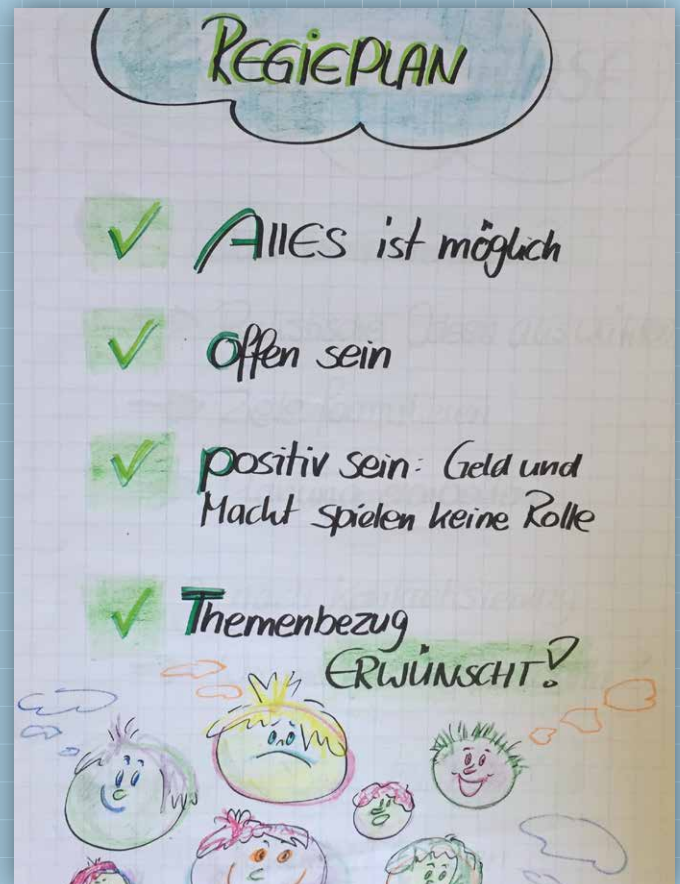 REGIEPLAN
AllES ist möglich
Offen sein
positiv sein: Geld und
Macht spielen keine Rolle
Themenbezug
ERWÜNSCHT!